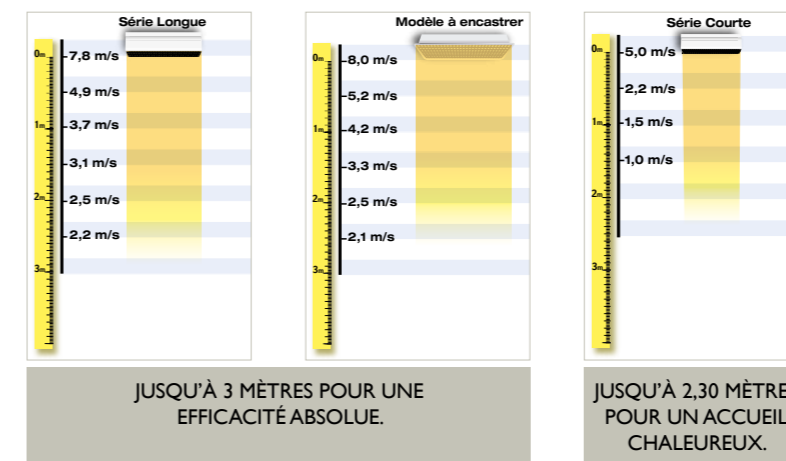 Série Longue
0m
7,8 m/s
4,9 m/s
1m
3,7 m/s
3,1 m/s
2m
2,5 m/s
2,2 m/s
3m
JUSQU'À 3 MÈTRES POUR UNE
EFFICACITÉ ABSOLUE.
Modèle à encastrer
0m
8,0 m/s
5,2 m/s
1m
4,2 m/s
3,3 m/s
2m
2,5 m/s
2,1 m/s
3m
Série Courte
0m
5,0 m/s
2,2 m/s
1m
1,5 m/s
1,0 m/s
2m
3m
JUSQU'À 2,30 MÈTRE
POUR UN ACCUEIL
CHALEUREUX.